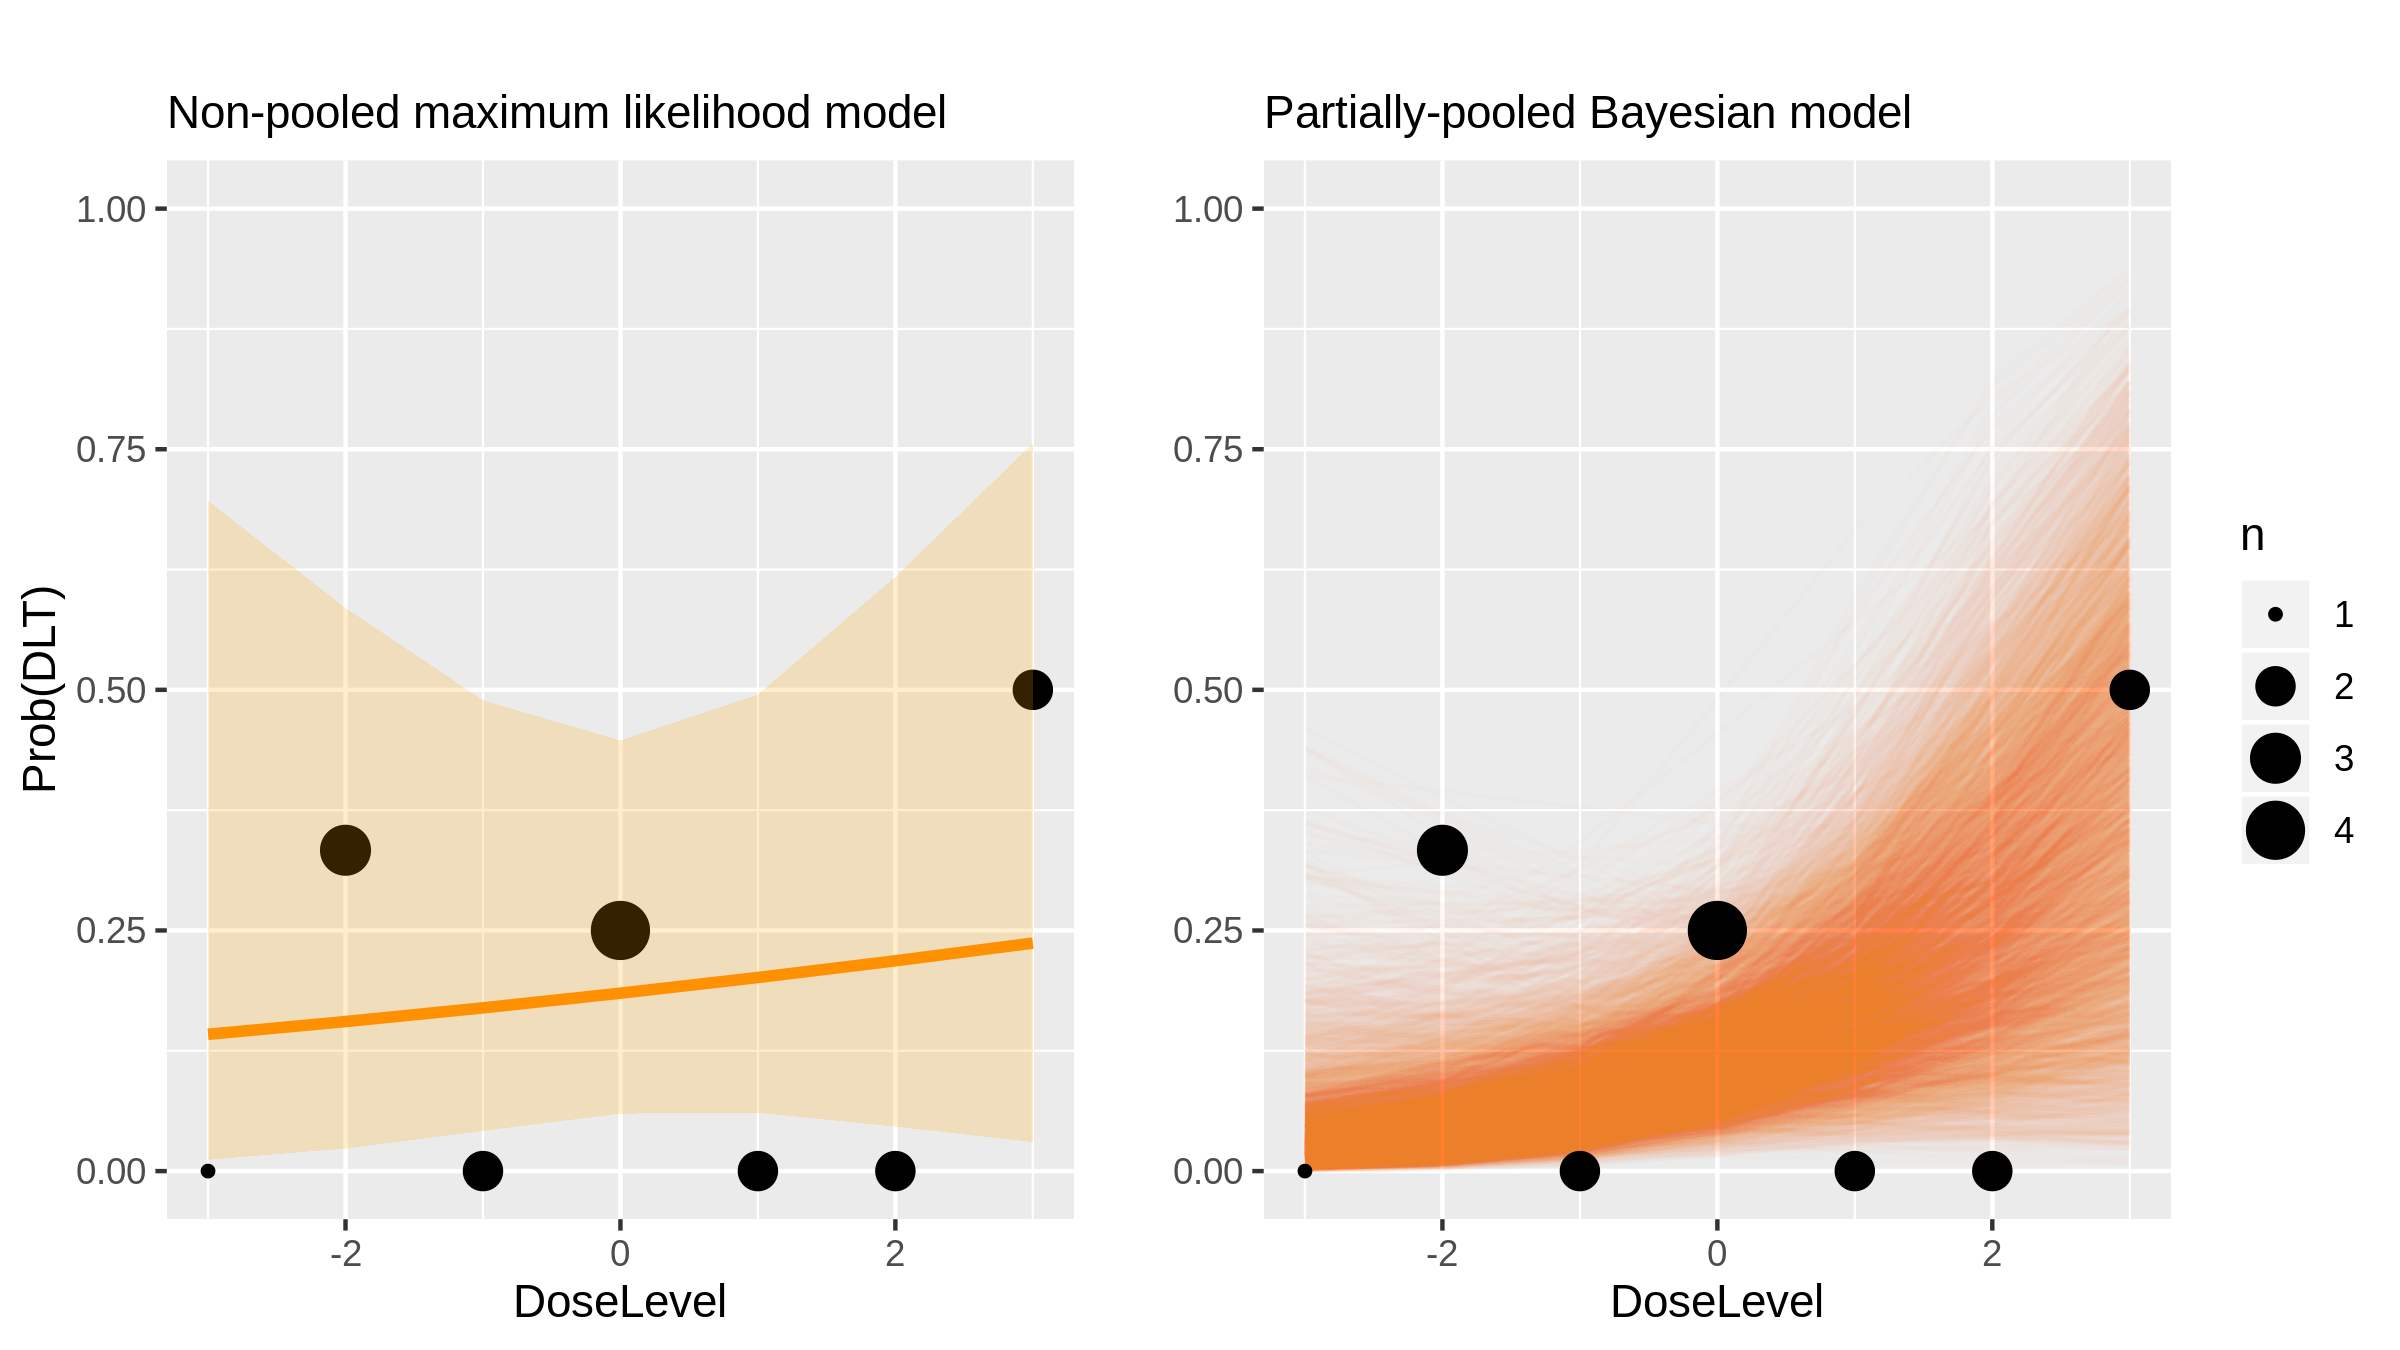 Non-pooled maximum likelihood model
Prob(DLT)
1.00
0.75
0.50
0.25
0.00
-2 0 2
DoseLevel
Partially-pooled Bayesian model
1.00
0.75
0.50
0.25
0.00
-2 0 2
DoseLevel
n
1
2
3
4